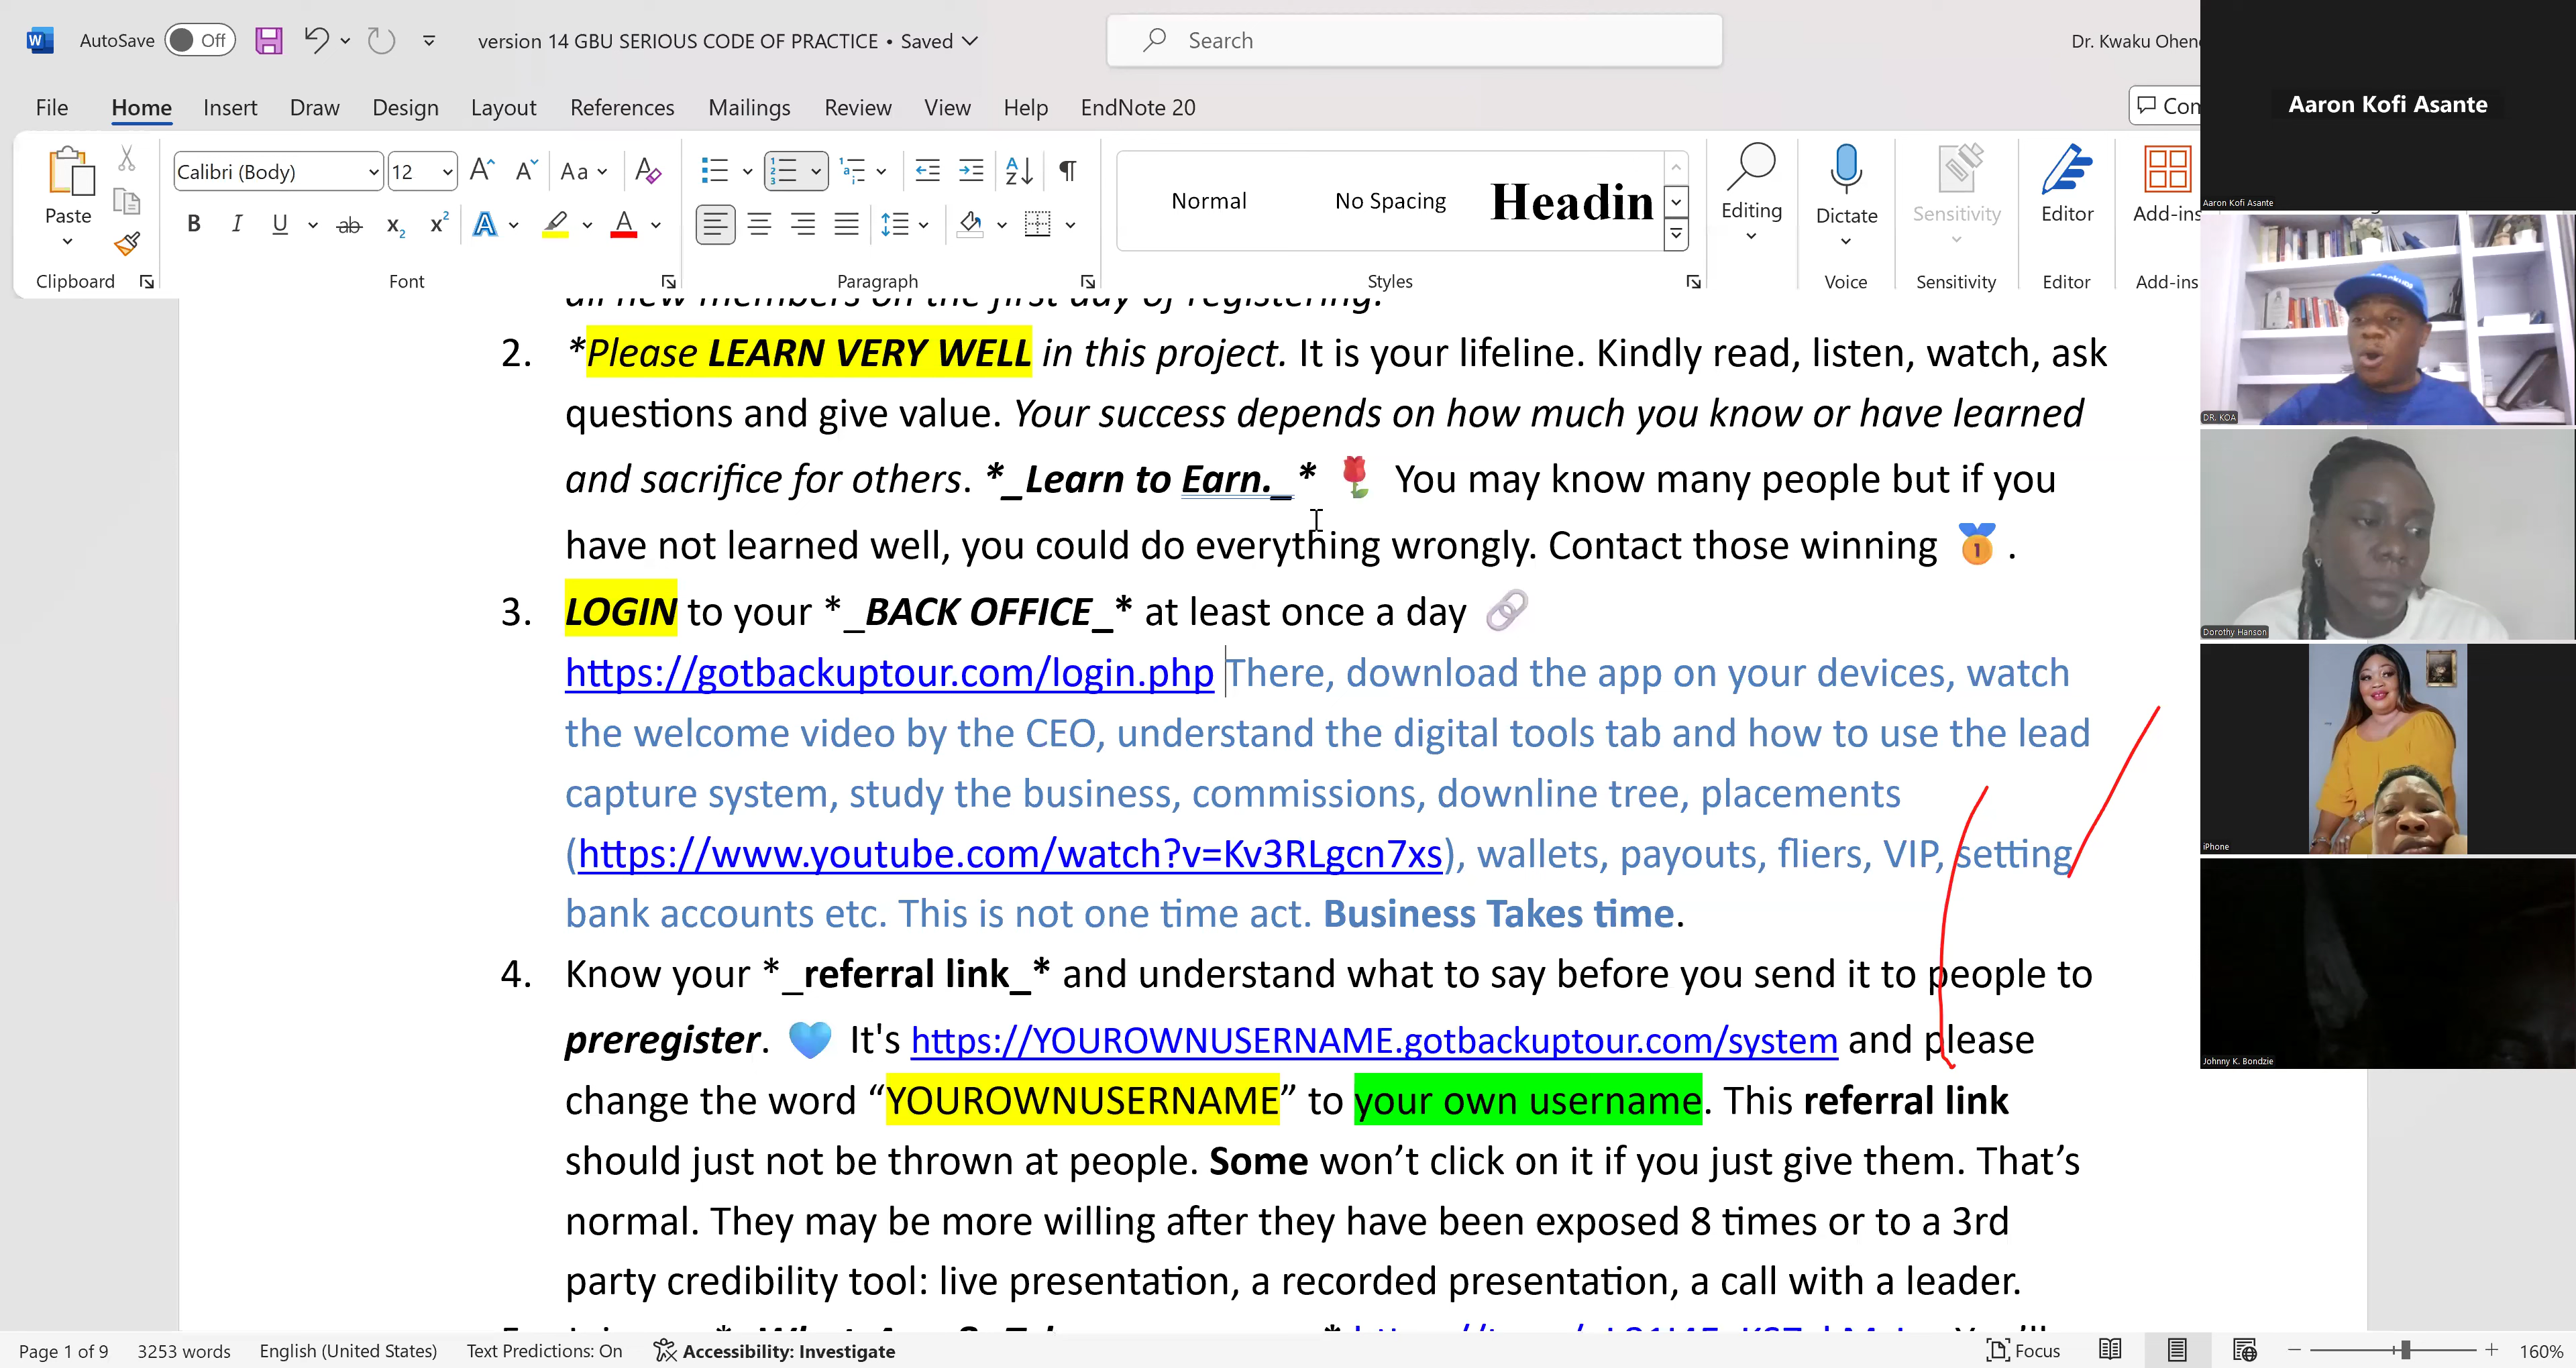 AutoSave Off version 14 GBU SERIOUS CODE OF PRACTICE • Saved Search Dr. Kwaku Ohen
File Home Insert Draw Design Layout References Mailings Review View Help EndNote 20 Com
Aaron Kofi Asante
Paste Calibri (Body) 12 Aa Normal No Spacing Headin Editing Dictate Sensitivity Editor Add-ins
Aaron Kofi Asante
Clipboard Font Paragraph Styles Voice Sensitivity Editor Add-ins
all new members on the first day of registering.
2. *Please LEARN VERY WELL in this project. It is your lifeline. Kindly read, listen, watch, ask
questions and give value. Your success depends on how much you know or have learned
DR. KOA
and sacrifice for others. *_Learn to Earn._* 🌹 You may know many people but if you
have not learned well, you could do everything wrongly. Contact those winning 🥇 .
3. LOGIN to your *_BACK OFFICE_* at least once a day 🔗
Dorothy Hanson
https://gotbackuptour.com/login.php There, download the app on your devices, watch
the welcome video by the CEO, understand the digital tools tab and how to use the lead
capture system, study the business, commissions, downline tree, placements
(https://www.youtube.com/watch?v=Kv3RLgcn7xs), wallets, payouts, fliers, VIP, setting
iPhone
bank accounts etc. This is not one time act. Business Takes time.
4. Know your *_referral link_* and understand what to say before you send it to people to
preregister. 💙 It's https://YOUROWNUSERNAME.gotbackuptour.com/system and please
Johnny K. Bondzie
change the word “YOUROWNUSERNAME” to your own username. This referral link
should just not be thrown at people. Some won’t click on it if you just give them. That’s
normal. They may be more willing after they have been exposed 8 times or to a 3rd
party credibility tool: live presentation, a recorded presentation, a call with a leader.
Page 1 of 9 3253 words English (United States) Text Predictions: On Accessibility: Investigate Focus 160%